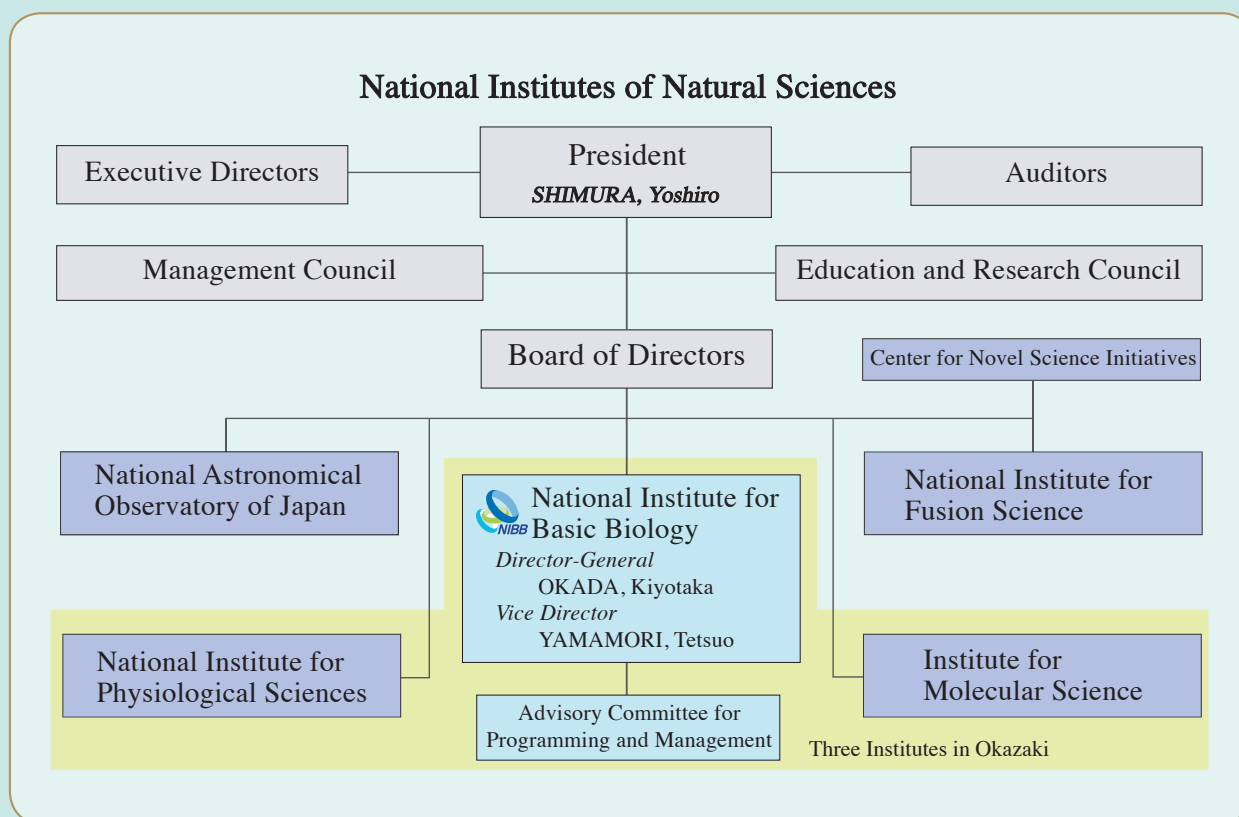 National Institutes of Natural Sciences
Executive Directors
President
SHIMURA, Yoshiro
Auditors
Management Council
Education and Research Council
Board of Directors
Center for Novel Science Initiatives
National Astronomical
Observatory of Japan
NIBB
National Institute for
Basic Biology
Director-General
OKADA, Kiyotaka
Vice Director
YAMAMORI, Tetsuo
National Institute for
Fusion Science
National Institute for
Physiological Sciences
Advisory Committee for
Programming and Management
Institute for
Molecular Science
Three Institutes in Okazaki